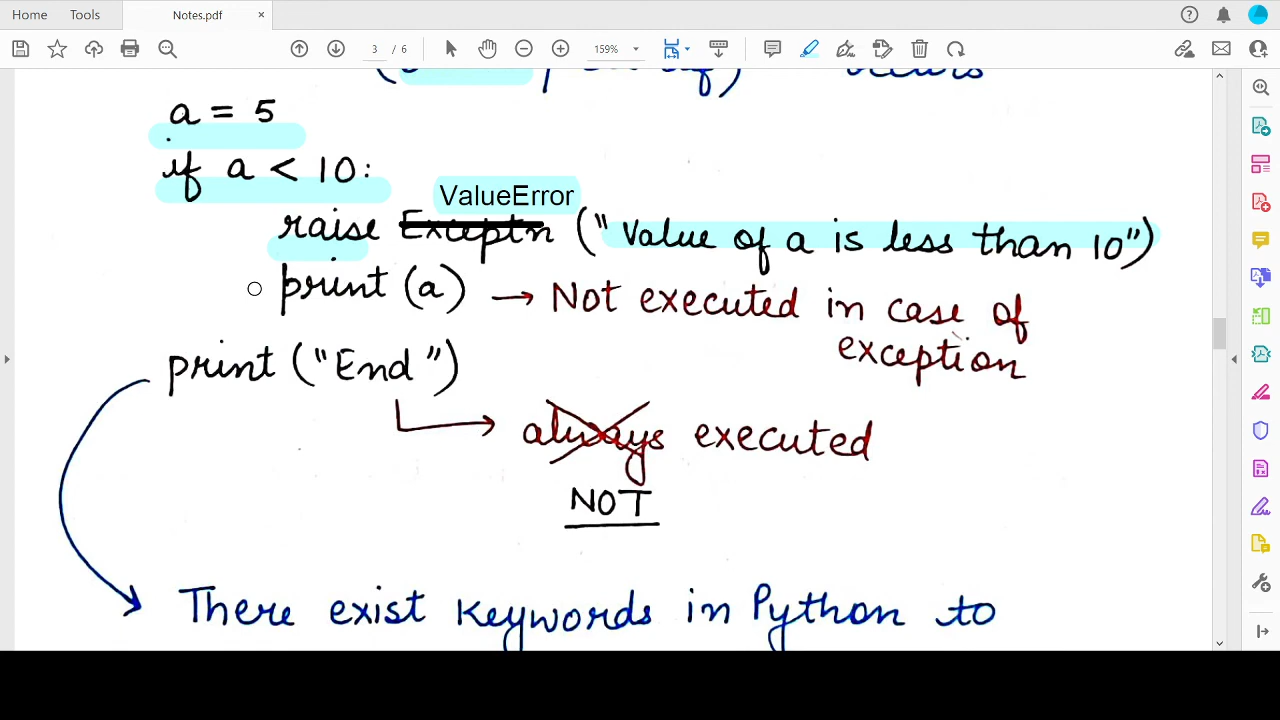 Home Tools Notes.pdf ×
3 / 6 159%
a = 5
if a < 10:
ValueError
raise Exceptn ("Value of a is less than 10")
print (a) → Not executed in case of
exception
print ("End")
always executed
NOT
There exist keywords in Python to